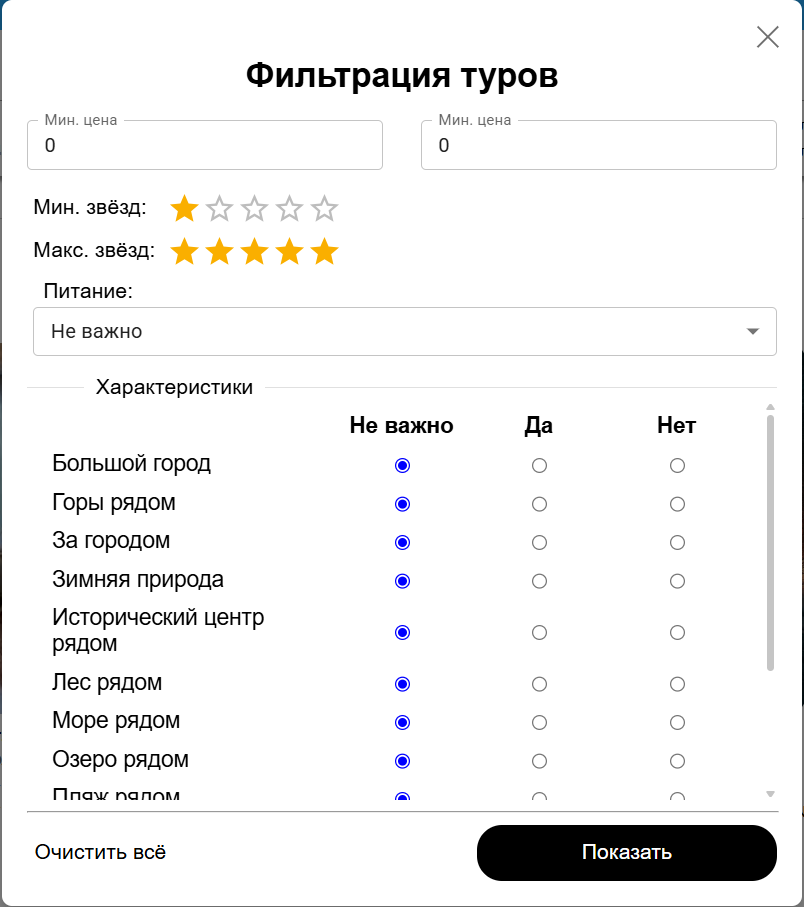 Фильтрация туров
Мин. цена Мин. цена
0 0
Мин. звёзд:
Макс. звёзд:
Питание:
Не важно
Характеристики
Не важно Да Нет
Большой город
Горы рядом
За городом
Зимняя природа
Исторический центр
рядом
Лес рядом
Море рядом
Озеро рядом
Пляж рядом
Очистить всё Показать